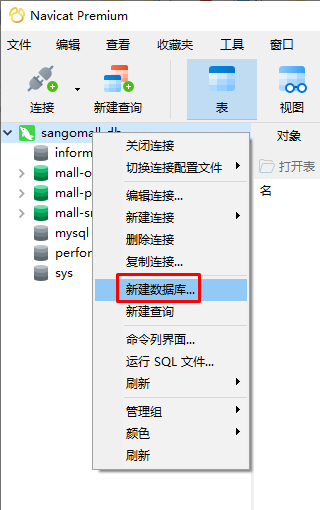 Navicat Premium
文件 编辑 查看 收藏夹 工具 窗口
连接 新建查询 表 视图
sangomall_db
对象
打开表
名
inform
mall-o
mall-p
mall-s
mysql
perfor
sys
关闭连接
切换连接配置文件
编辑连接...
新建连接
删除连接
复制连接...
新建数据库...
新建查询
命令列界面...
运行 SQL 文件...
刷新
管理组
颜色
刷新